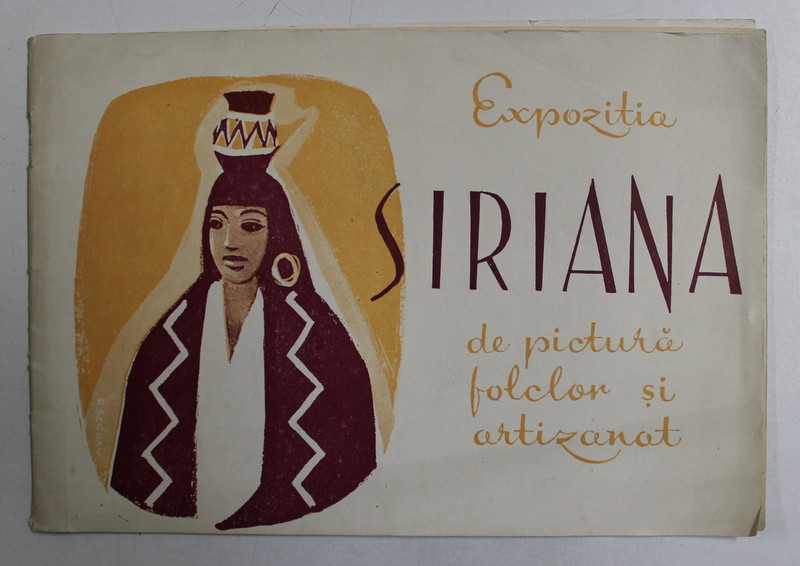 Expozitia
SIRIANA
de pictură
folclor și
artizanat